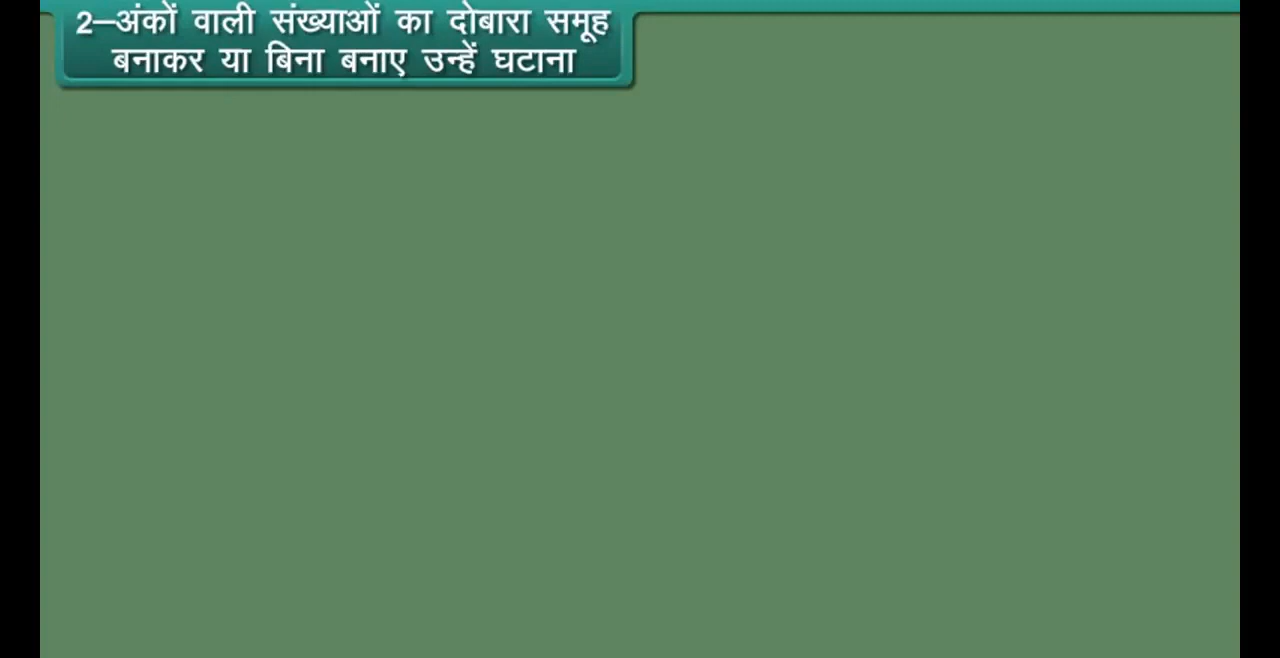 2–अंकों वाली संख्याओं का दोबारा समूह
बनाकर या बिना बनाए उन्हें घटाना